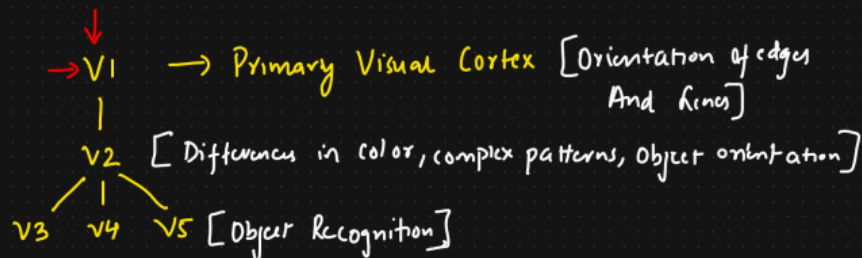 V1 → Primary Visual Cortex [Orientation of edges
And Lines]
V2 [Differences in color, complex patterns, Object orientation]
V3 V4 V5 [Object Recognition]